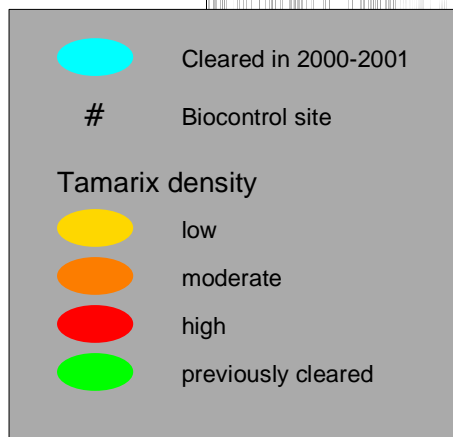 Cleared in 2000-2001
# Biocontrol site
Tamarix density
low
moderate
high
previously cleared